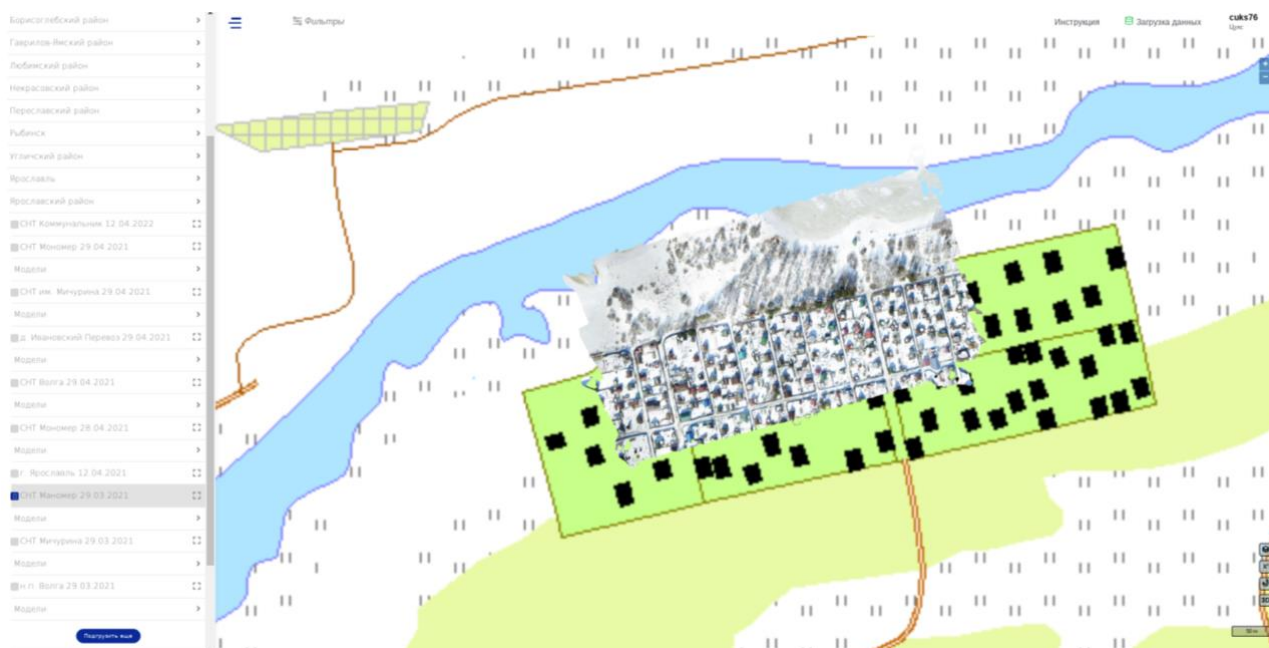 Борисоглебский район
Гаврилов-Ямский район
Любимский район
Некрасовский район
Переславский район
Рыбинск
Угличский район
Ярославль
Ярославский район
СНТ Коммунальник 12.04.2022
СНТ Мономер 29.04.2021
Модели
СНТ им. Мичурина 29.04.2021
Модели
д. Ивановский Перевоз 29.04.2021
Модели
СНТ Волга 29.04.2021
Модели
СНТ Мономер 28.04.2021
Модели
г. Ярославль 12.04.2021
СНТ Маномер 29.03.2021
Модели
СНТ Мичурина 29.03.2021
Модели
н.п. Волга 29.03.2021
Модели
Подгрузить еще
Фильтры
Инструкция
Загрузка данных
cuks76
Цукс